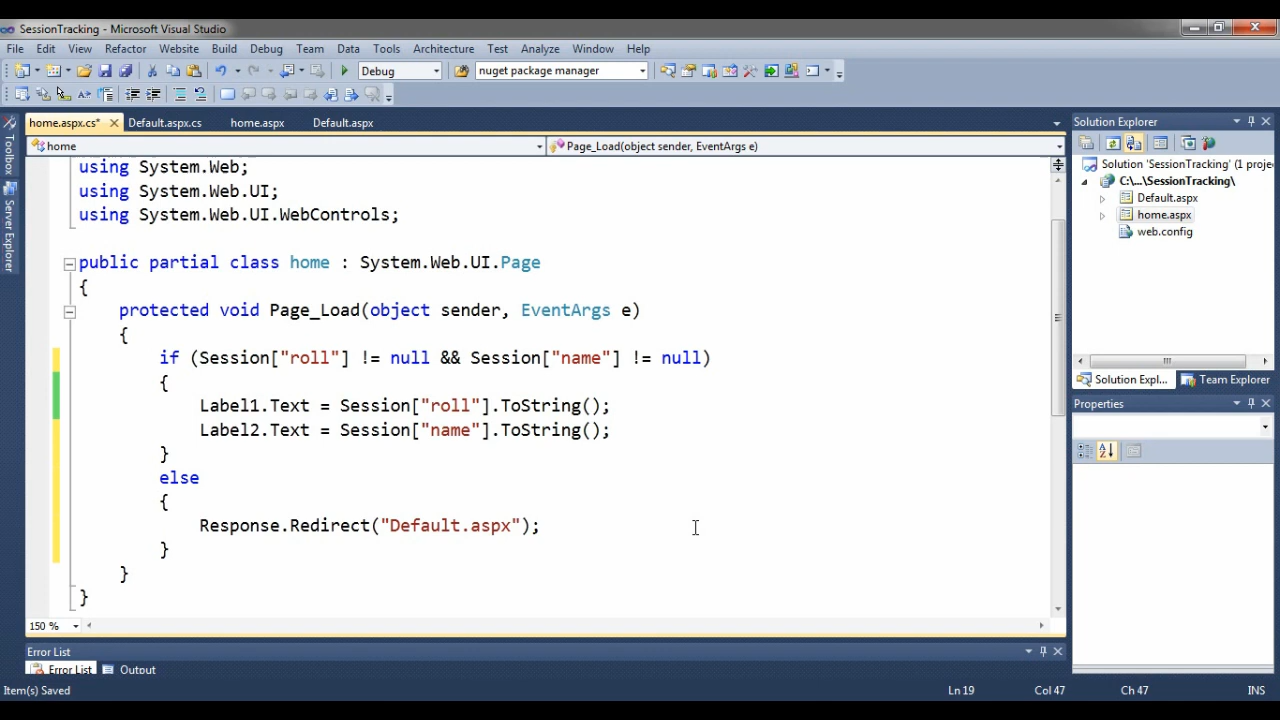 SessionTracking - Microsoft Visual Studio
File Edit View Refactor Website Build Debug Team Data Tools Architecture Test Analyze Window Help
Debug nuget package manager
home.aspx.cs* Default.aspx.cs home.aspx Default.aspx
home Page_Load(object sender, EventArgs e)
using System.Web;
using System.Web.UI;
using System.Web.UI.WebControls;
public partial class home : System.Web.UI.Page
{
protected void Page_Load(object sender, EventArgs e)
{
if (Session["roll"] != null && Session["name"] != null)
{
Label1.Text = Session["roll"].ToString();
Label2.Text = Session["name"].ToString();
}
else
{
Response.Redirect("Default.aspx");
}
}
}
150 %
Toolbox
Server Explorer
Solution Explorer
Solution 'SessionTracking' (1 proje
C:\...\SessionTracking\
Default.aspx
home.aspx
web.config
Solution Expl... Team Explorer
Properties
Error List
Error List Output
Item(s) Saved Ln 19 Col 47 Ch 47 INS